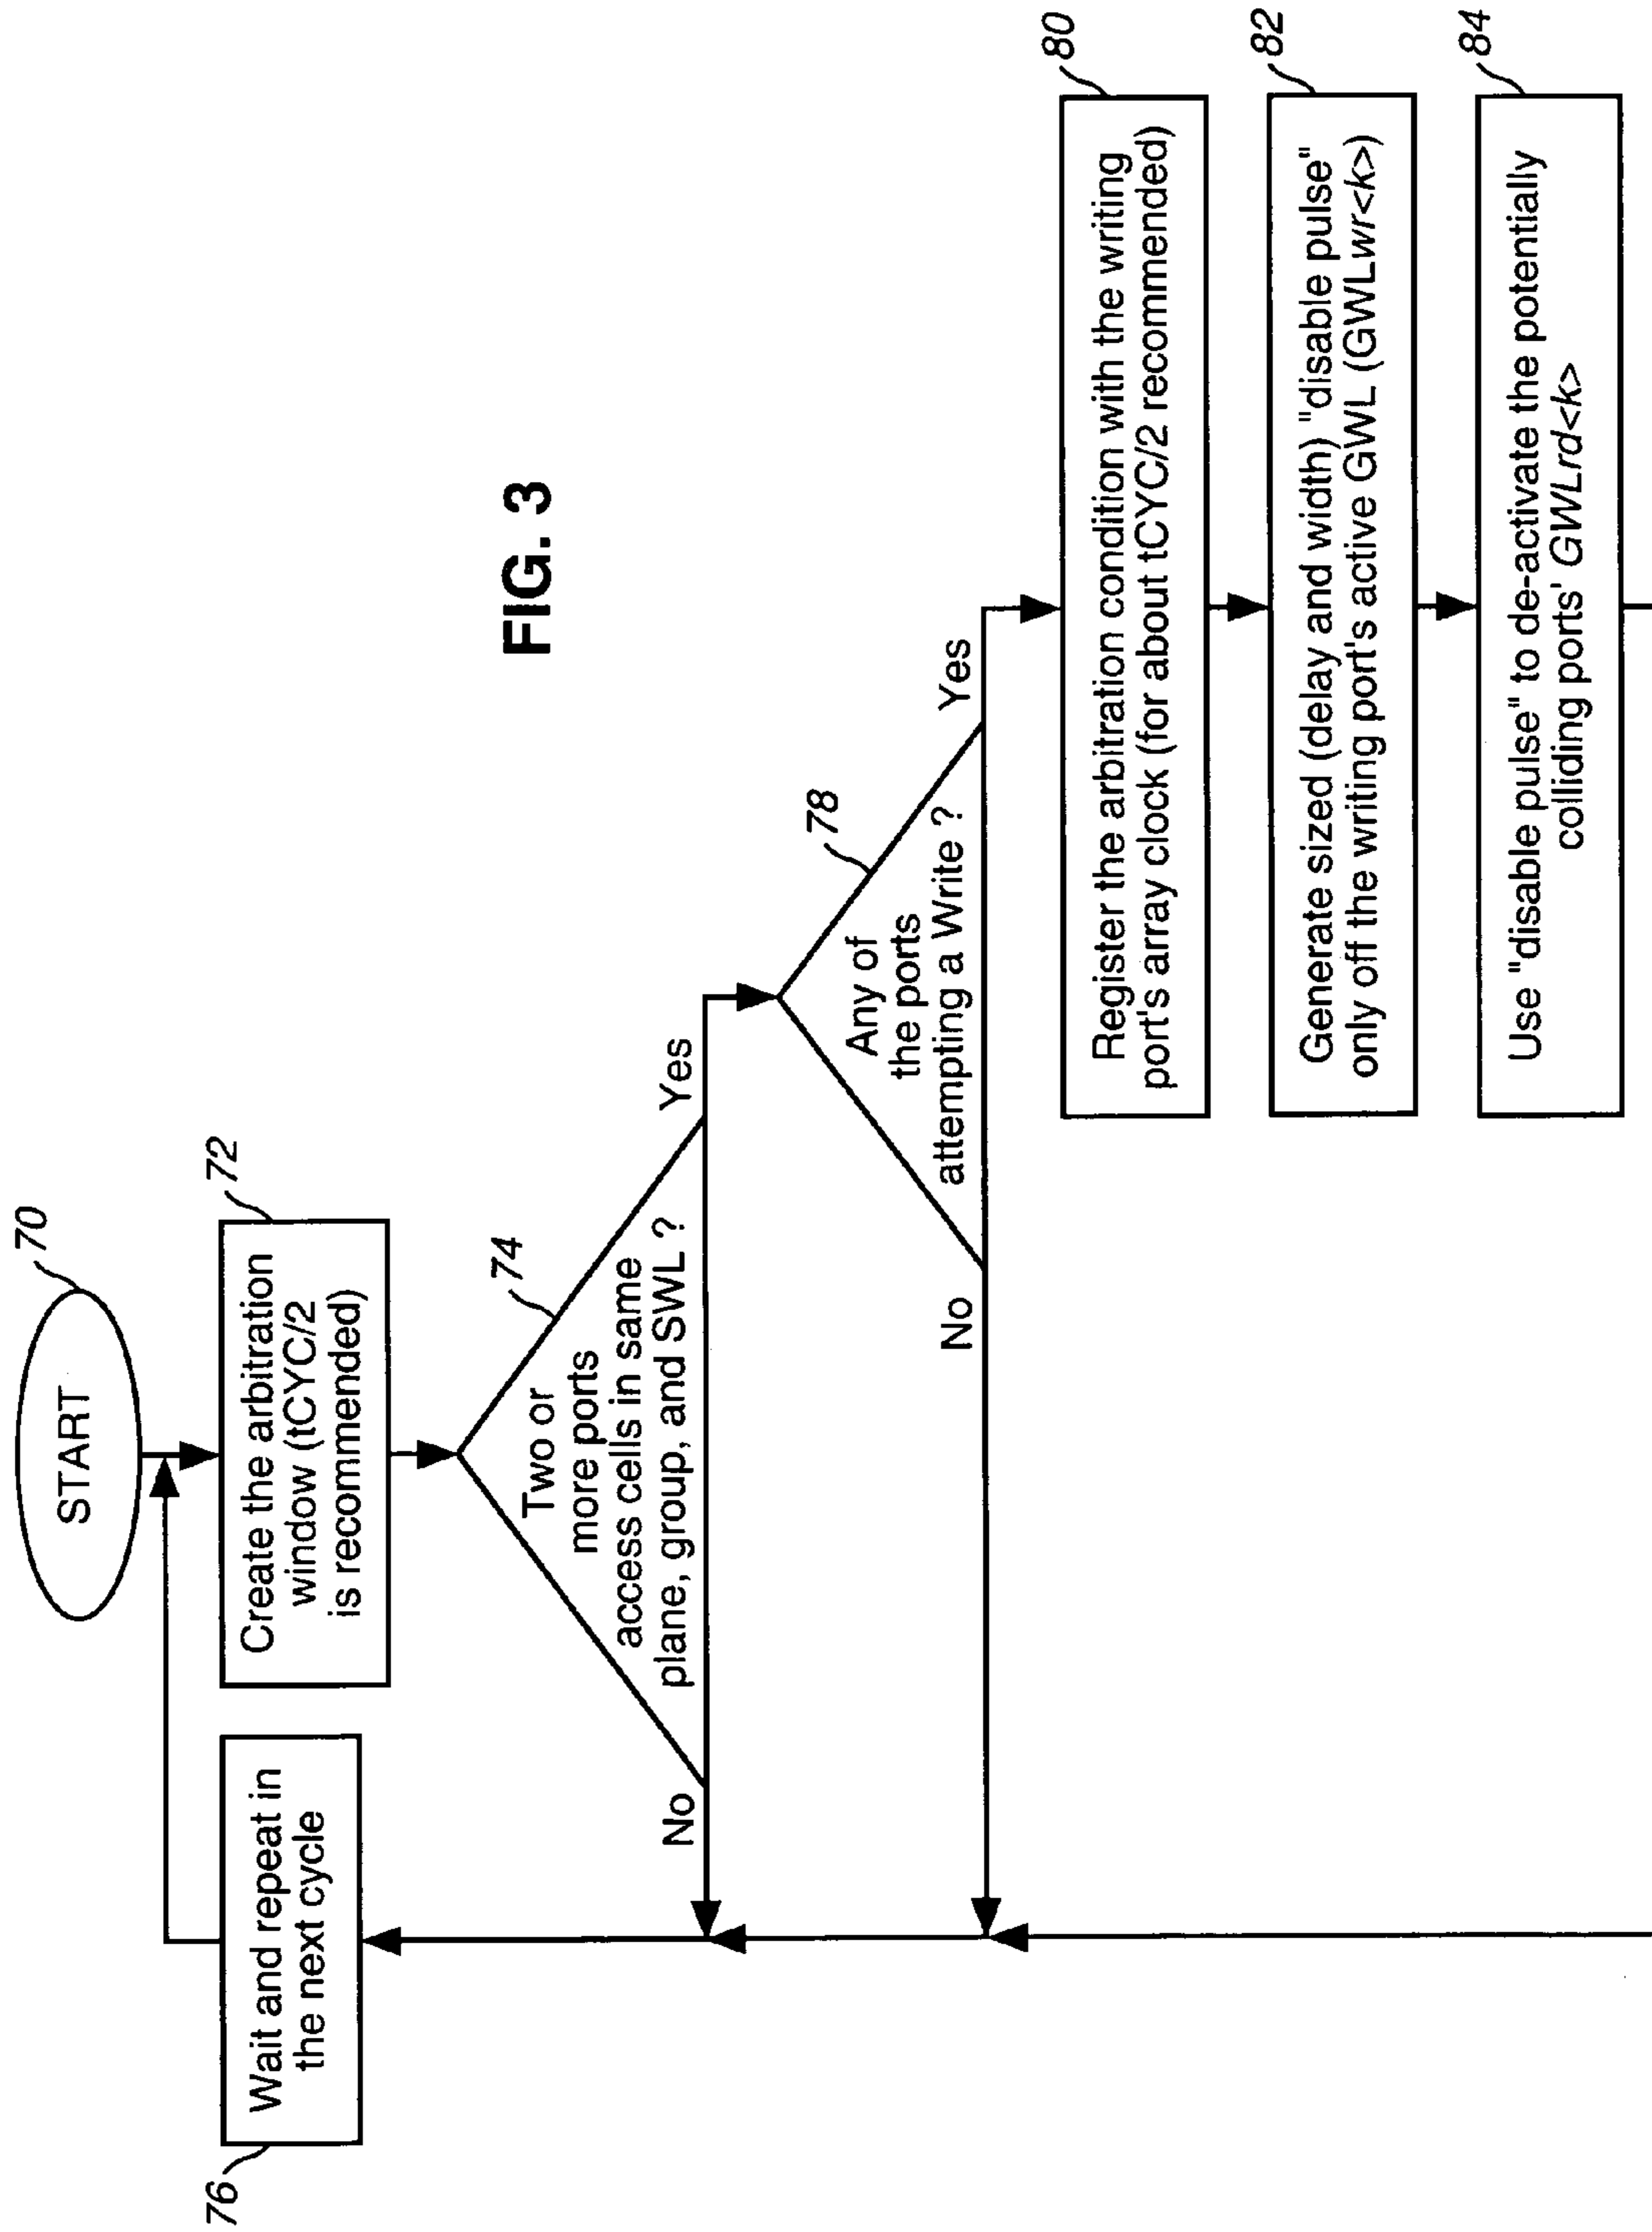 70
START
72
Create the arbitration
window (tCYC/2
is recommended)
76
Wait and repeat in
the next cycle
74
Two or
more ports
access cells in same
plane, group, and SWL ?
No
Yes
78
Any of
the ports
attempting a Write ?
No
Yes
FIG. 3
80
Register the arbitration condition with the writing
port's array clock (for about tCYC/2 recommended)
82
Generate sized (delay and width) "disable pulse"
only off the writing port's active GWL (GWLwr<k>)
84
Use "disable pulse" to de-activate the potentially
colliding ports' GWLrd<k>